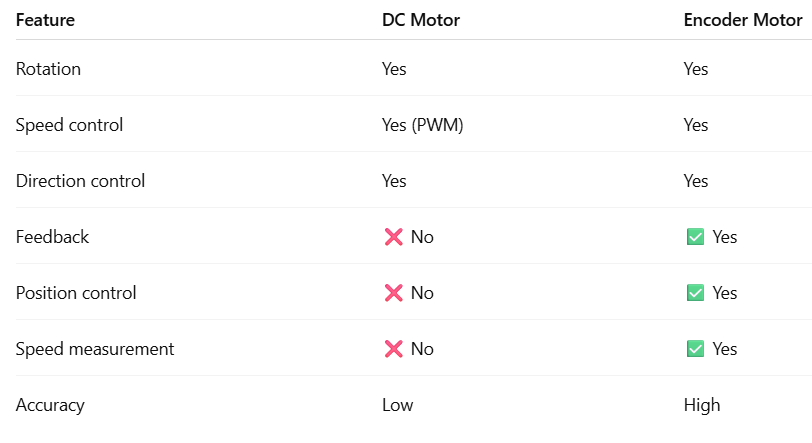 Feature DC Motor Encoder Motor
Rotation Yes Yes
Speed control Yes (PWM) Yes
Direction control Yes Yes
Feedback ❌ No ✅ Yes
Position control ❌ No ✅ Yes
Speed measurement ❌ No ✅ Yes
Accuracy Low High